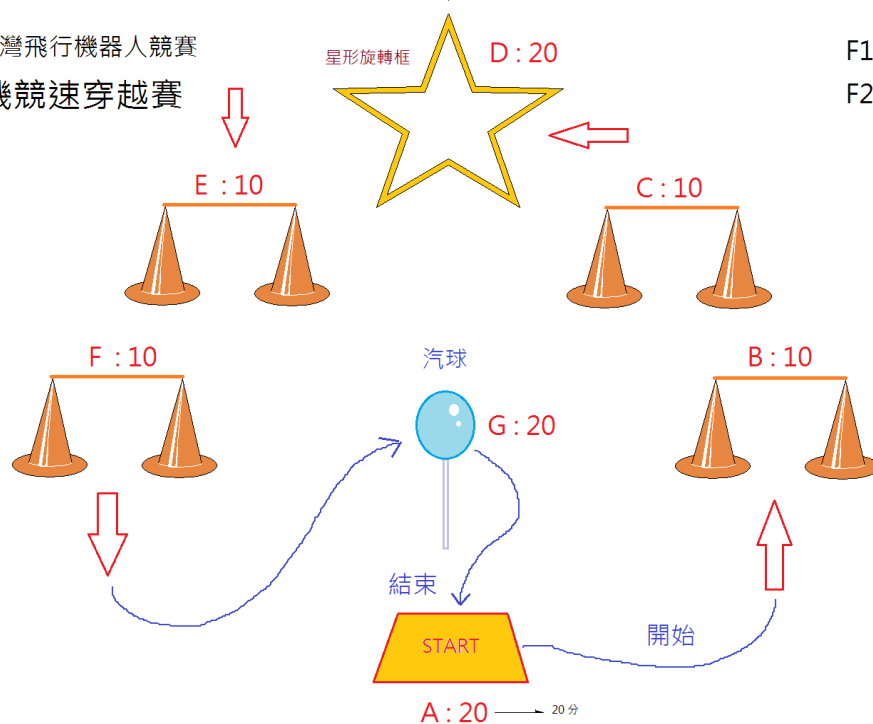 灣飛行機器人競賽
機競速穿越賽
星形旋轉框
D : 20
F1
F2
E : 10
C : 10
F : 10
汽球
B : 10
G : 20
結束
START
開始
A : 20
20 分